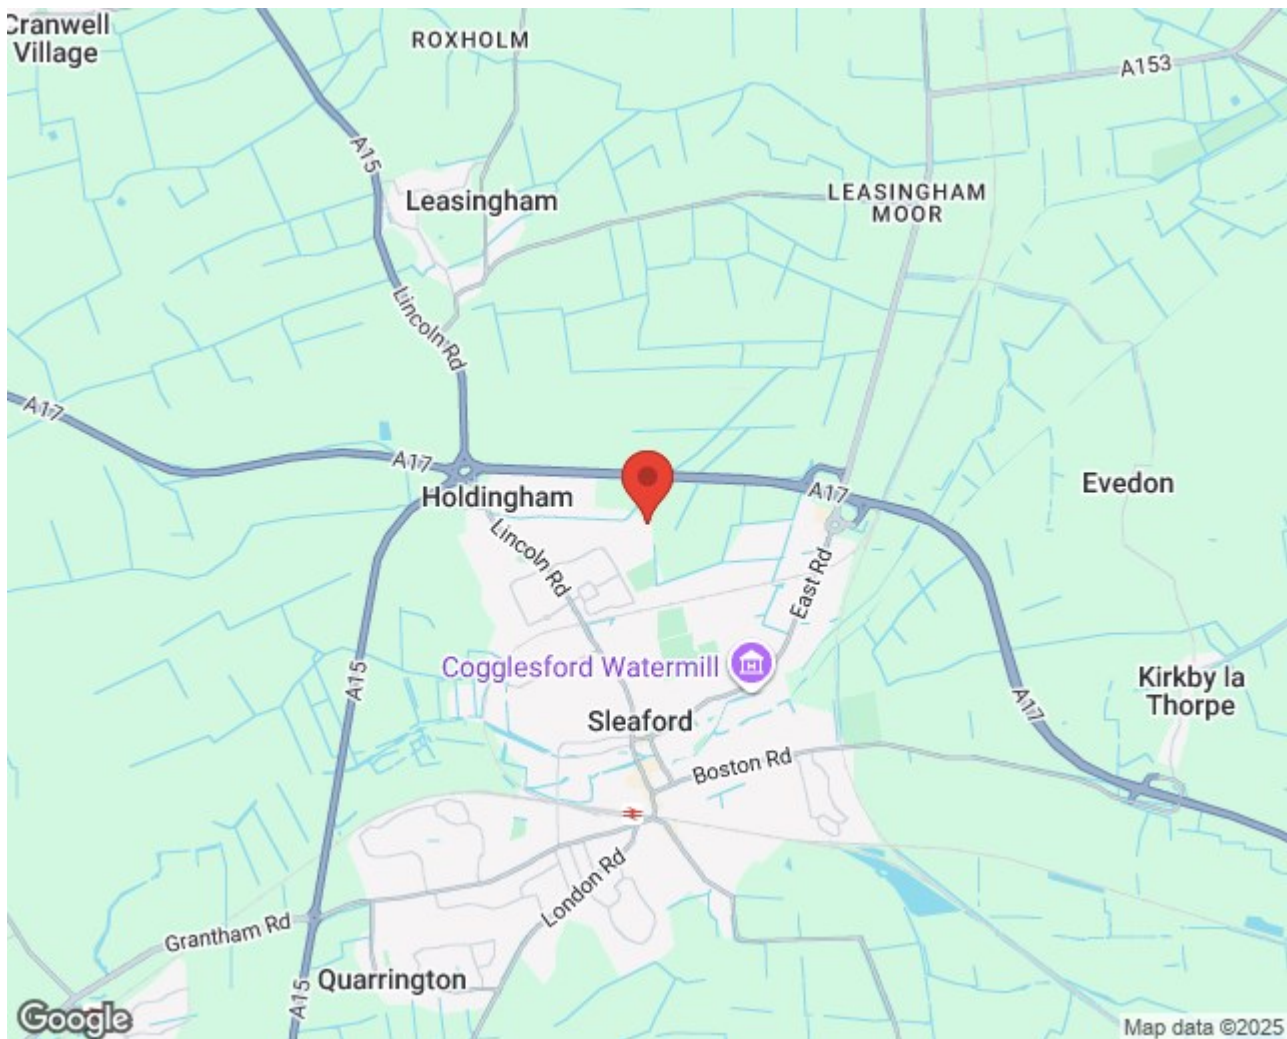 Cranwell
Village
ROXHOLM
A153
A15
Leasingham
LEASINGHAM
MOOR
Lincoln Rd
A17
A17
A17
Evedon
Holdingham
Lincoln Rd
East Rd
Cogglesford Watermill
A15
Kirkby la
Thorpe
A17
Sleaford
Boston Rd
London Rd
Grantham Rd
Quarrington
A15
Google
Map data ©2025